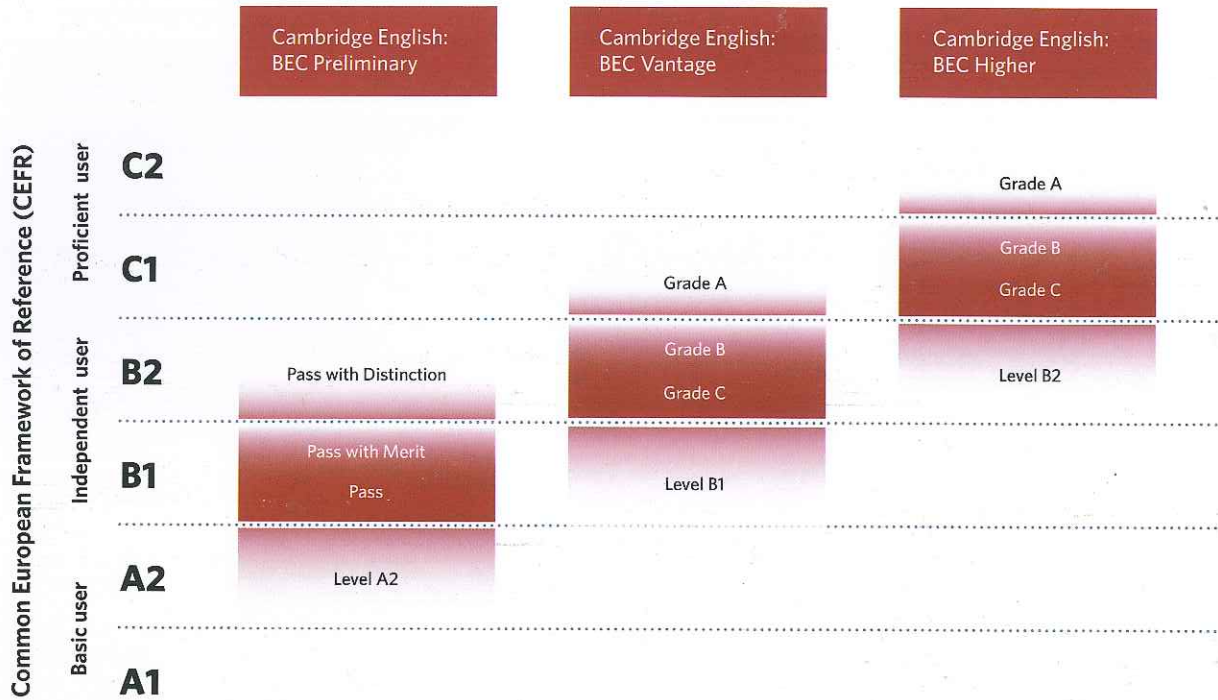 Cambridge English:
BEC Preliminary
Cambridge English:
BEC Vantage
Cambridge English:
BEC Higher
Common European Framework of Reference (CEFR)
Proficient user
Independent user
Basic user
C2
Grade A
C1
Grade A
Grade B
Grade C
B2
Pass with Distinction
Grade B
Grade C
Level B2
B1
Pass with Merit
Pass
Level B1
A2
Level A2
A1